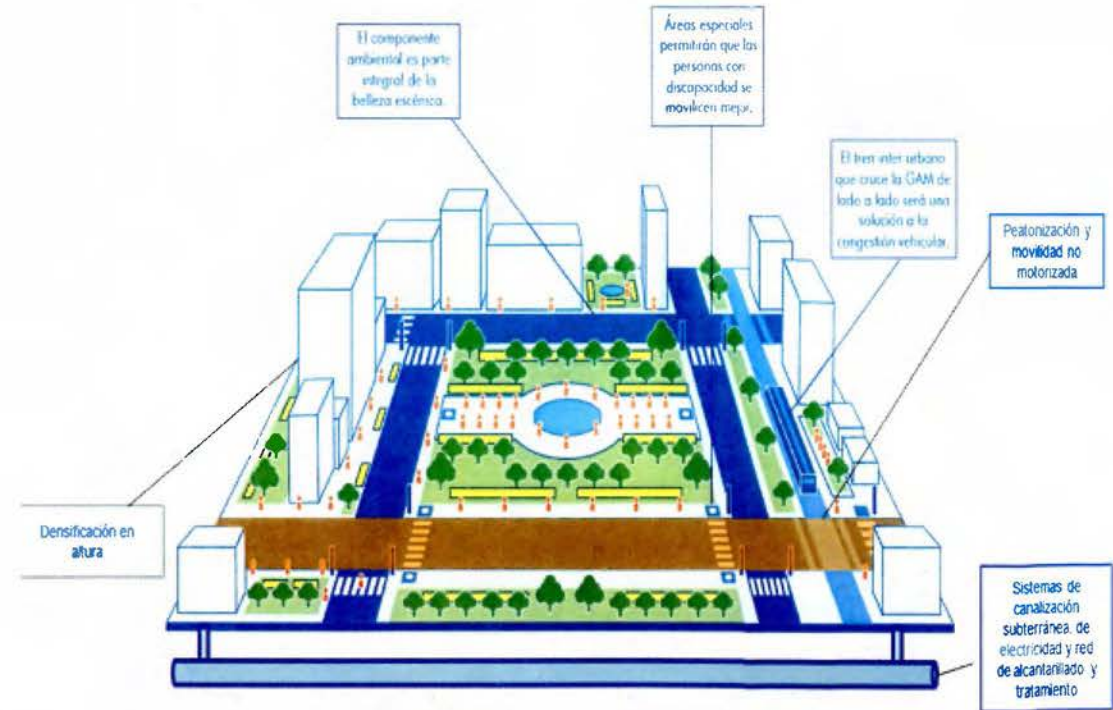 El componente
ambiental es parte
integral de la
belleza escénica.
Áreas especiales
permitirán que las
personas con
discapacidad se
movilicen mejor.
El tren inter urbano
que cruce la GAM de
lado a lado será una
solución a la
congestión vehicular.
Peatonización y
movilidad no
motorizada
Densificación en
altura
Sistemas de
canalización
subterránea, de
electricidad y red
de alcantarillado y
tratamiento